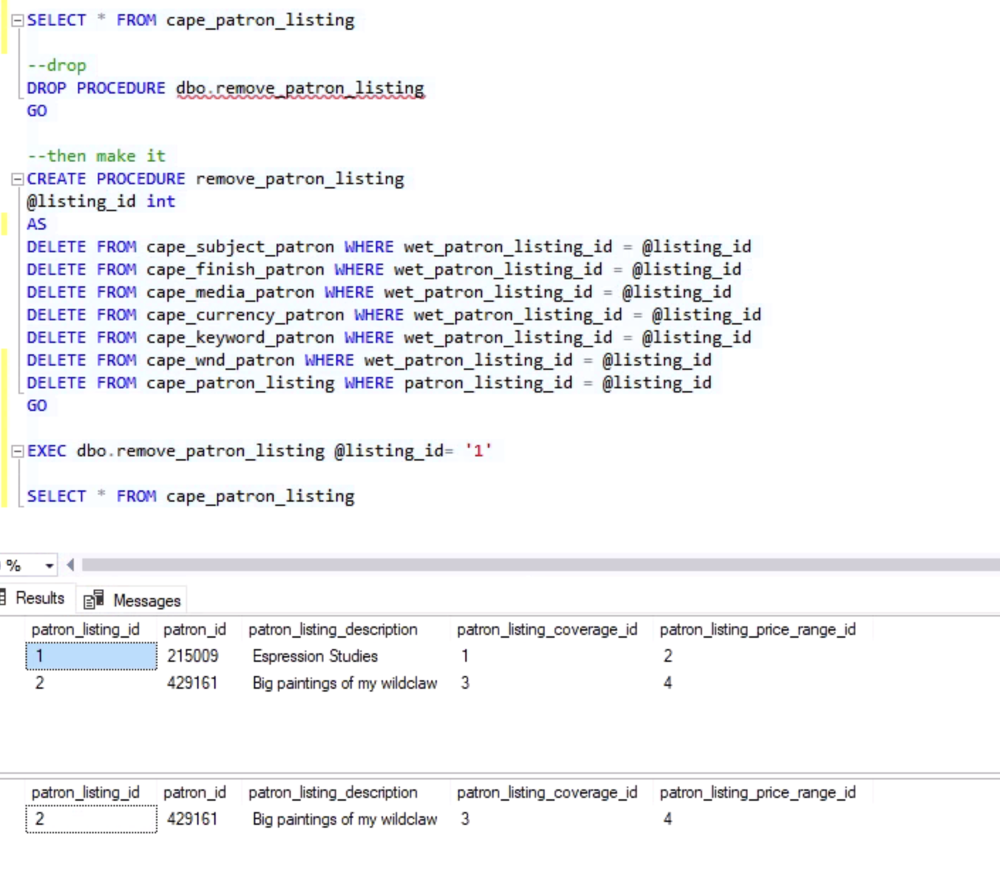 SELECT * FROM cape_patron_listing
--drop
DROP PROCEDURE dbo.remove_patron_listing
GO
--then make it
CREATE PROCEDURE remove_patron_listing
@listing_id int
AS
DELETE FROM cape_subject_patron WHERE wet_patron_listing_id = @listing_id
DELETE FROM cape_finish_patron WHERE wet_patron_listing_id = @listing_id
DELETE FROM cape_media_patron WHERE wet_patron_listing_id = @listing_id
DELETE FROM cape_currency_patron WHERE wet_patron_listing_id = @listing_id
DELETE FROM cape_keyword_patron WHERE wet_patron_listing_id = @listing_id
DELETE FROM cape_wnd_patron WHERE wet_patron_listing_id = @listing_id
DELETE FROM cape_patron_listing WHERE patron_listing_id = @listing_id
GO
EXEC dbo.remove_patron_listing @listing_id= '1'
SELECT * FROM cape_patron_listing
%
Results Messages
patron_listing_id patron_id patron_listing_description patron_listing_coverage_id patron_listing_price_range_id
1 215009 Espression Studies 1 2
2 429161 Big paintings of my wildclaw 3 4
patron_listing_id patron_id patron_listing_description patron_listing_coverage_id patron_listing_price_range_id
2 429161 Big paintings of my wildclaw 3 4